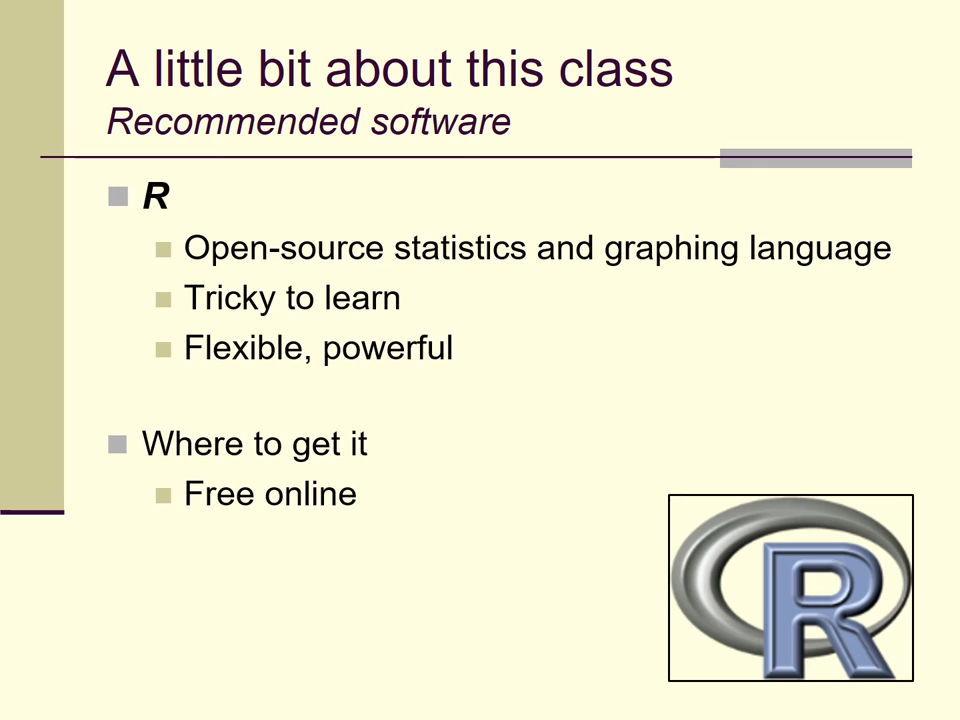 A little bit about this class
Recommended software
R
Open-source statistics and graphing language
Tricky to learn
Flexible, powerful
Where to get it
Free online
R